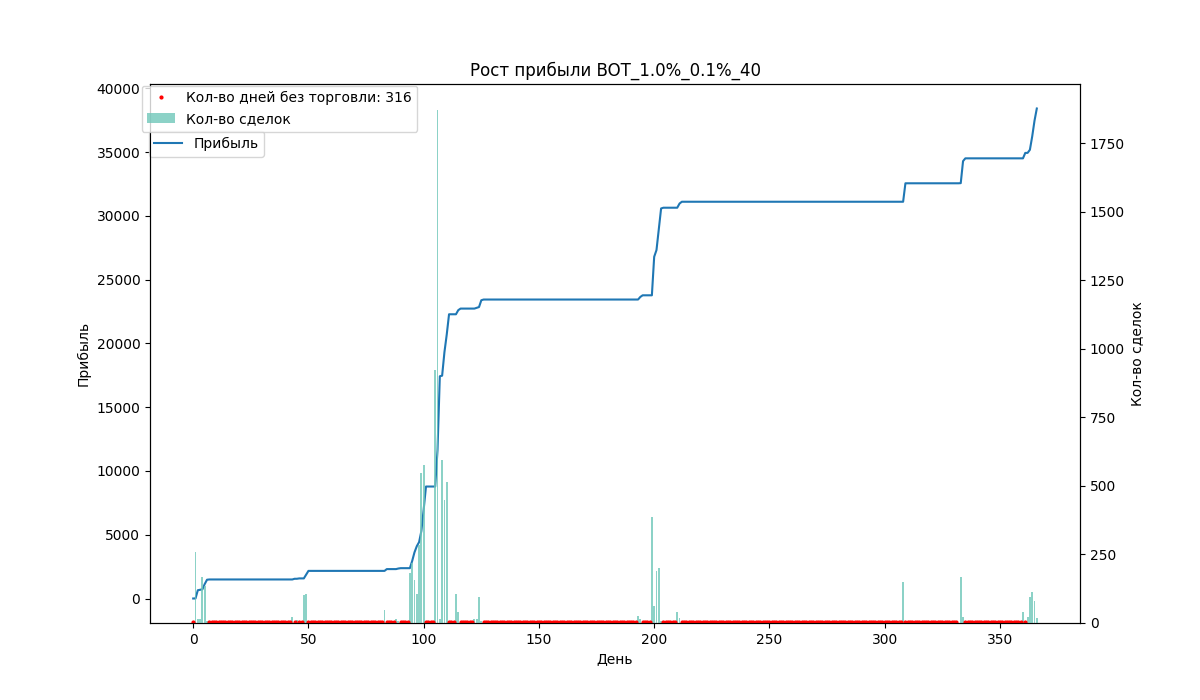 Рост прибыли BOT_1.0%_0.1%_40
Кол-во дней без торговли: 316
Кол-во сделок
Прибыль
40000
35000
30000
25000
20000
15000
10000
5000
0
Прибыль
1750
1500
1250
1000
750
500
250
0
Кол-во сделок
0 50 100 150 200 250 300 350
День